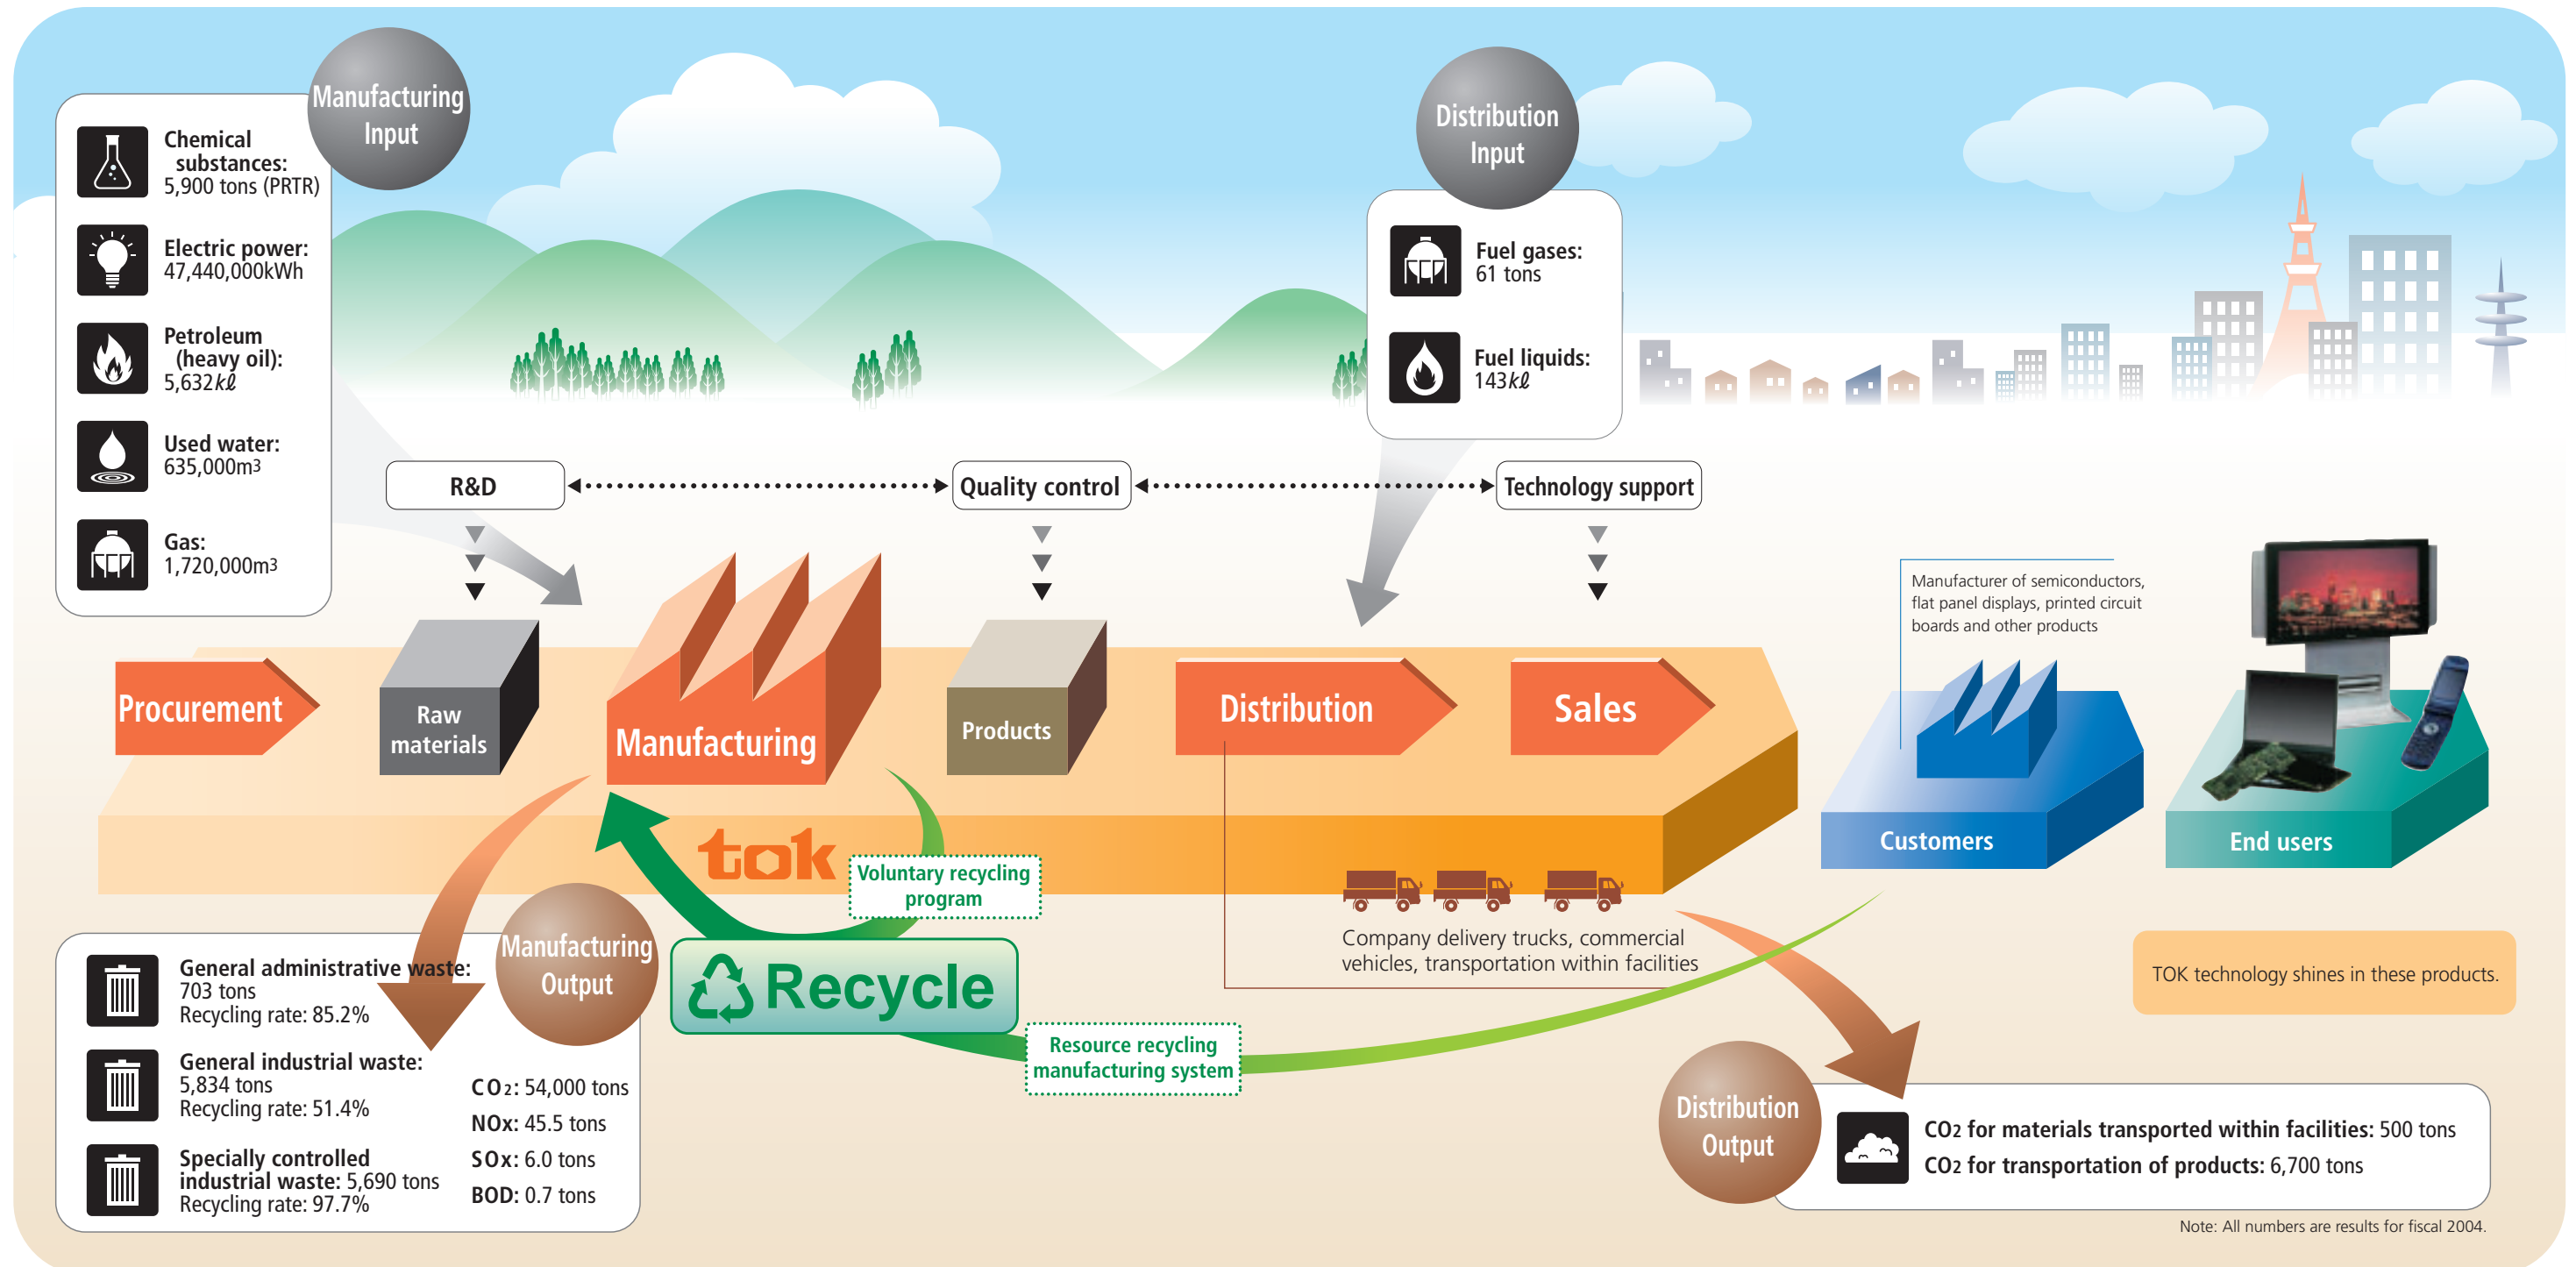 Manufacturing
Input
Chemical
substances:
5,900 tons (PRTR)
Electric power:
47,440,000kWh
Petroleum
(heavy oil):
5,632kℓ
Used water:
635,000m3
Gas:
1,720,000m3
Distribution
Input
Fuel gases:
61 tons
Fuel liquids:
143kℓ
R&D
Quality control
Technology support
Manufacturer of semiconductors,
flat panel displays, printed circuit
boards and other products
Procurement
Raw
materials
Manufacturing
Products
Distribution
Sales
Customers
End users
tok
Voluntary recycling
program
Recycle
Resource recycling
manufacturing system
Company delivery trucks, commercial
vehicles, transportation within facilities
TOK technology shines in these products.
Manufacturing
Output
General administrative waste:
703 tons
Recycling rate: 85.2%
General industrial waste:
5,834 tons
Recycling rate: 51.4%
Specially controlled
industrial waste: 5,690 tons
Recycling rate: 97.7%
CO2: 54,000 tons
NOx: 45.5 tons
SOx: 6.0 tons
BOD: 0.7 tons
Distribution
Output
CO2 for materials transported within facilities: 500 tons
CO2 for transportation of products: 6,700 tons
Note: All numbers are results for fiscal 2004.